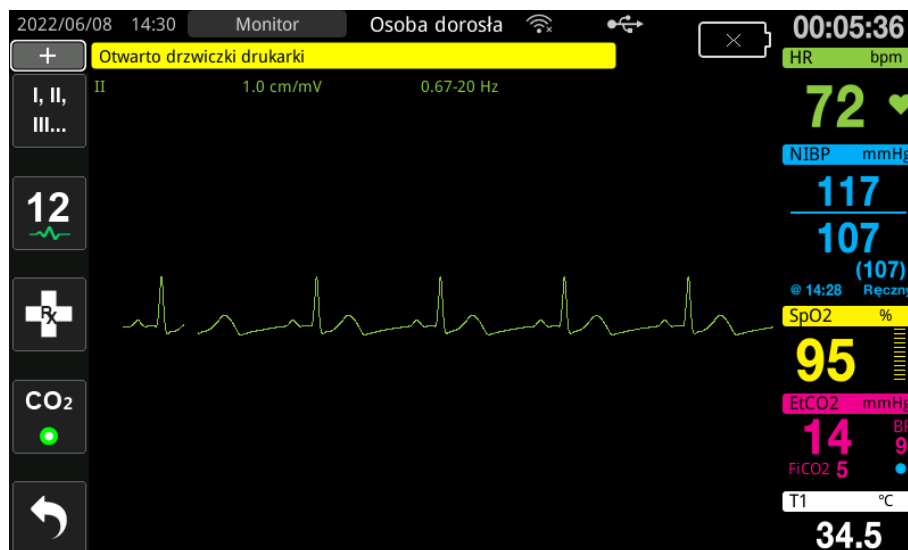 2022/06/08 14:30 Monitor Osoba dorosła 00:05:36
+ Otwarto drzwiczki drukarki HR bpm
I, II, III... II 1.0 cm/mV 0.67-20 Hz
72
NIBP mmHg
117
12
107
(107)
@ 14:28 Ręczny
Rx
SpO2 %
95
CO2
EtCO2 mmHg
14
9
FiCO2 5
T1 °C
34.5